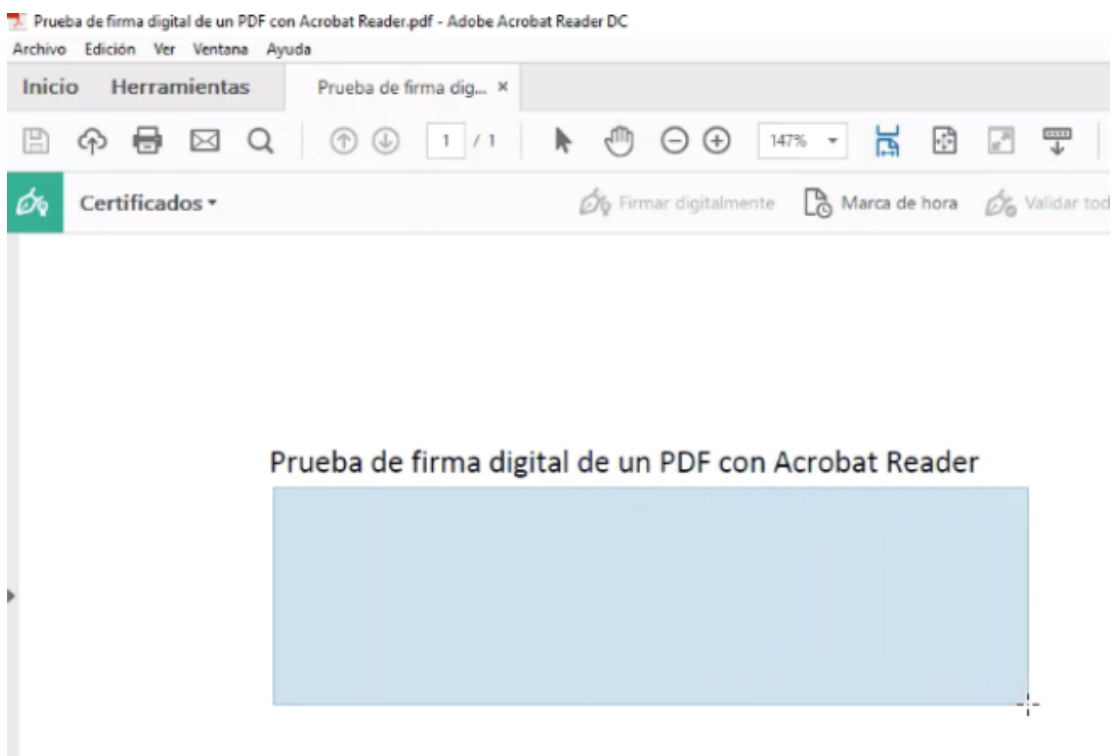 Prueba de firma digital de un PDF con Acrobat Reader.pdf - Adobe Acrobat Reader DC
Archivo Edición Ver Ventana Ayuda
Inicio Herramientas Prueba de firma dig... ×
1 / 1 147%
Certificados Firmar digitalmente Marca de hora Validar tod
Prueba de firma digital de un PDF con Acrobat Reader